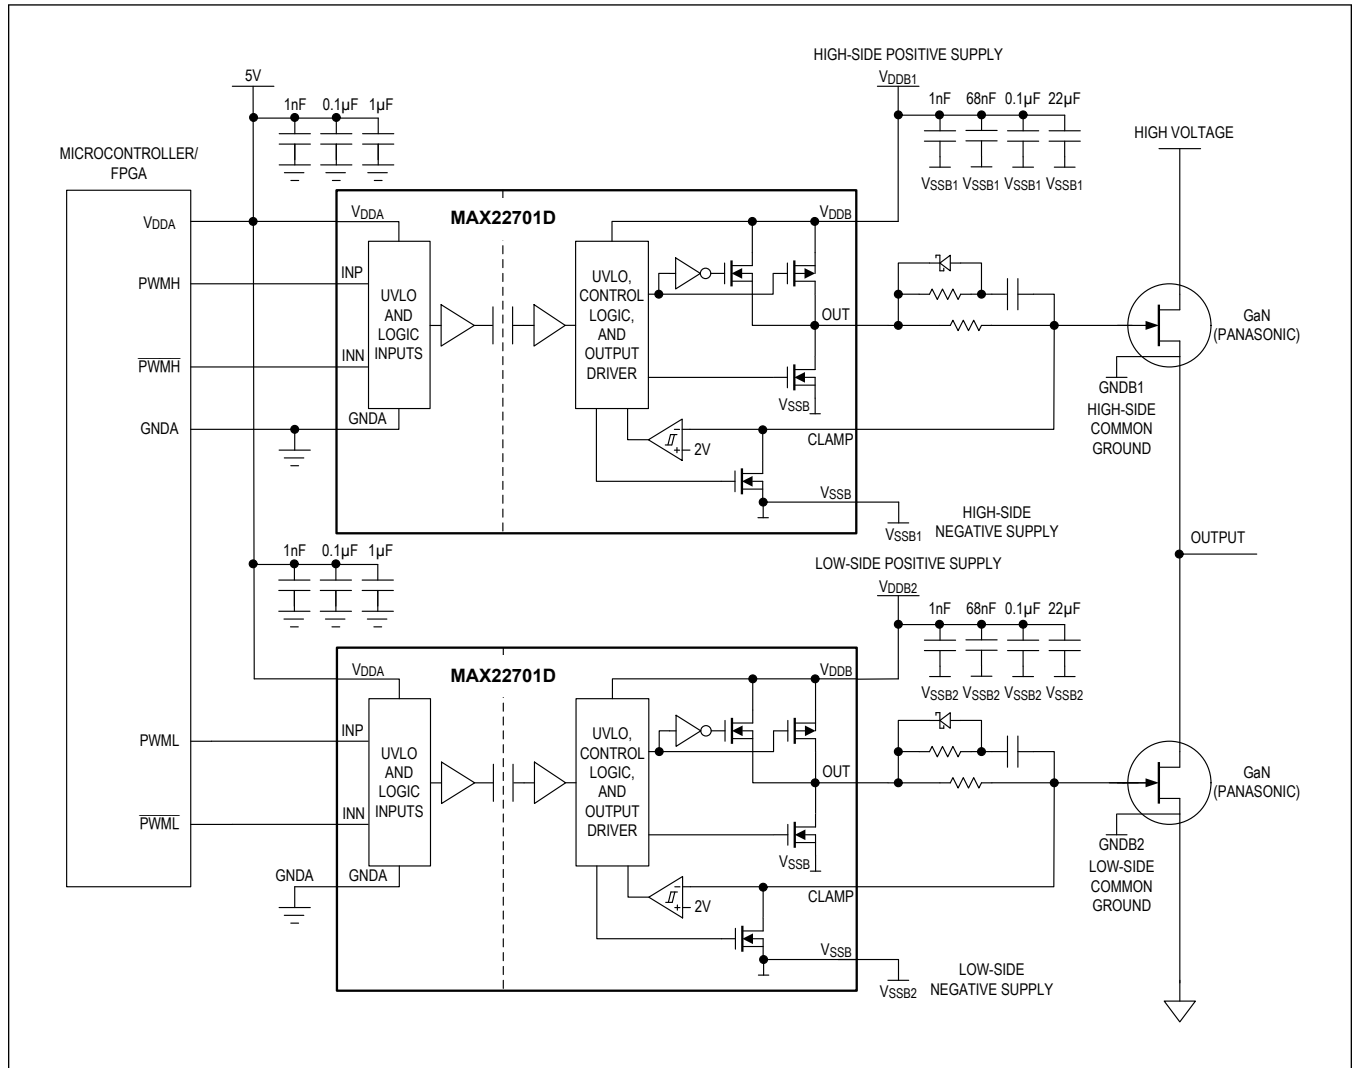 HIGH-SIDE POSITIVE SUPPLY
5V
VDDB1
1nF 0.1µF 1µF
1nF 68nF 0.1µF 22µF
HIGH VOLTAGE
MICROCONTROLLER/
FPGA
VSSB1 VSSB1 VSSB1 VSSB1
VDDA
VDDA
MAX22701D
VDDB
PWMH
INP
UVLO
AND
LOGIC
INPUTS
UVLO,
CONTROL
LOGIC,
AND
OUTPUT
DRIVER
OUT
GaN
(PANASONIC)
PWMH
INN
GNDB1
HIGH-SIDE
COMMON
GROUND
VSSB
GNDA
GNDA
CLAMP
2V
VSSB
HIGH-SIDE
NEGATIVE SUPPLY
VSSB1
OUTPUT
1nF 0.1µF 1µF
LOW-SIDE POSITIVE SUPPLY
VDDB2
1nF 68nF 0.1µF 22µF
VDDA
MAX22701D
VDDB
VSSB2 VSSB2 VSSB2 VSSB2
PWML
INP
UVLO
AND
LOGIC
INPUTS
UVLO,
CONTROL
LOGIC,
AND
OUTPUT
DRIVER
OUT
GaN
(PANASONIC)
PWML
INN
GNDB2
LOW-SIDE
COMMON
GROUND
VSSB
GNDA
GNDA
CLAMP
2V
VSSB
LOW-SIDE
NEGATIVE SUPPLY
VSSB2